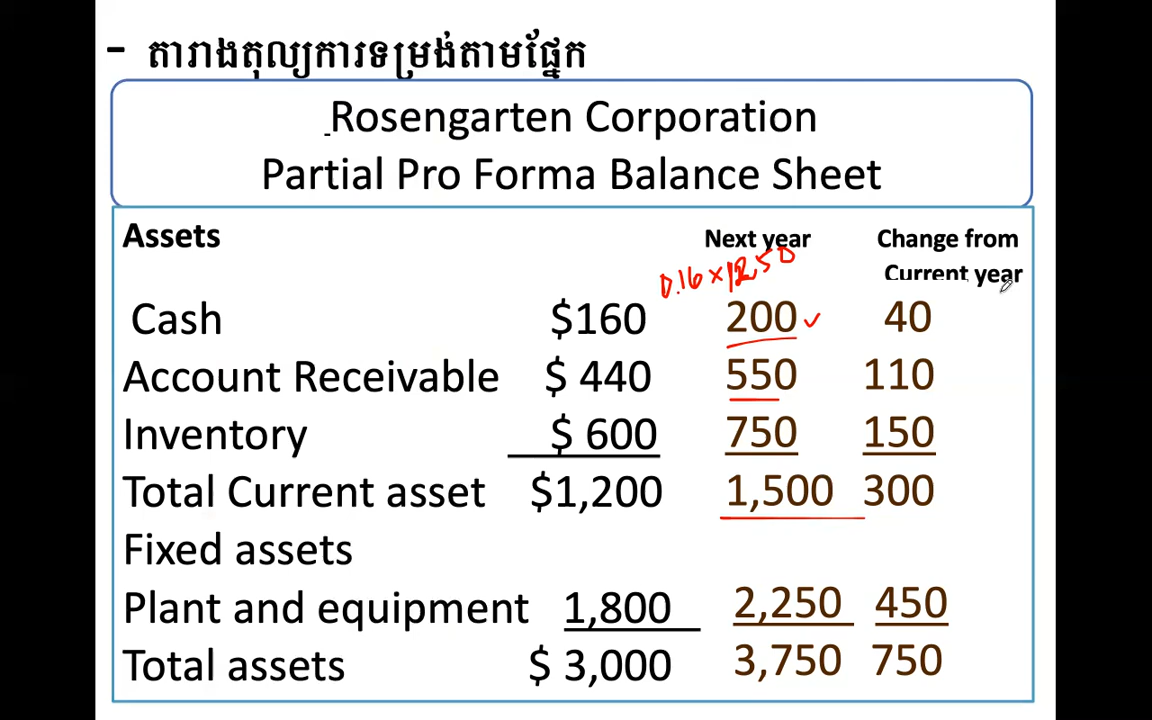 - តារាងតុល្យការទម្រង់តាមផ្នែក
Rosengarten Corporation
Partial Pro Forma Balance Sheet
Assets Next year Change from Current year
0.16 × 1250
Cash $160 200 ✓ 40
Account Receivable $ 440 550 110
Inventory $ 600 750 150
Total Current asset $1,200 1,500 300
Fixed assets
Plant and equipment 1,800 2,250 450
Total assets $ 3,000 3,750 750